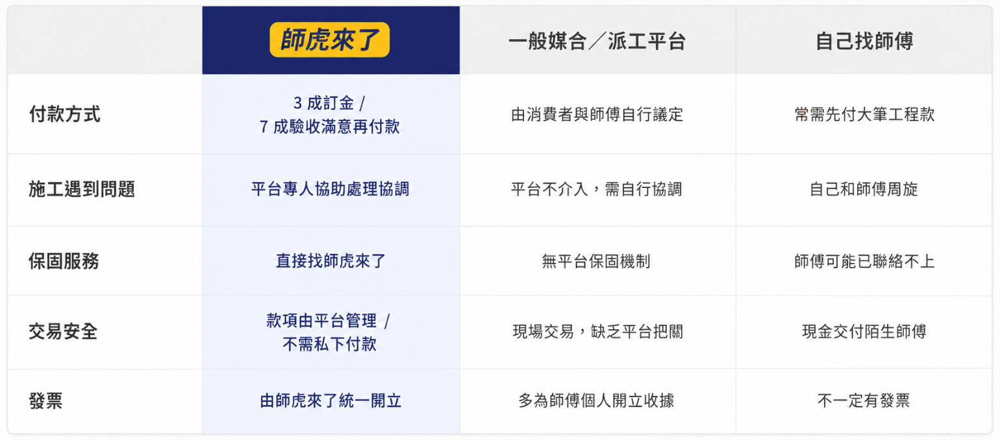 師虎來了
一般媒合／派工平台
自己找師傅
付款方式
3 成訂金 /
7 成驗收滿意再付款
由消費者與師傅自行議定
常需先付大筆工程款
施工遇到問題
平台專人協助處理協調
平台不介入，需自行協調
自己和師傅周旋
保固服務
直接找師虎來了
無平台保固機制
師傅可能已聯絡不上
交易安全
款項由平台管理 /
不需私下付款
現場交易，缺乏平台把關
現金交付陌生師傅
發票
由師虎來了統一開立
多為師傅個人開立收據
不一定有發票